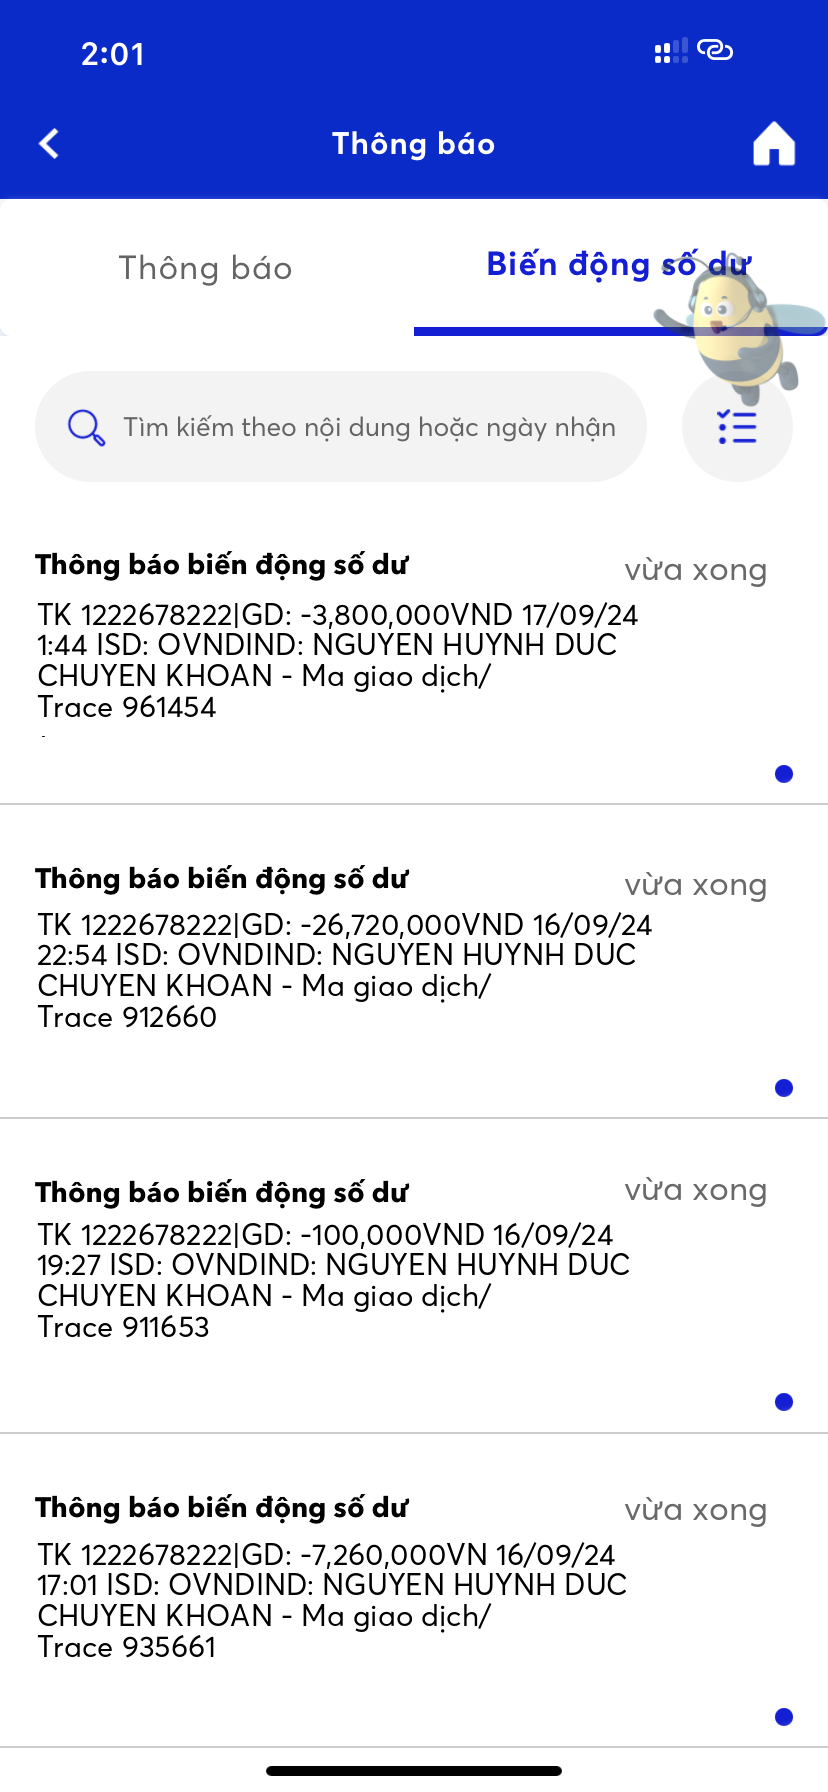 2:01
Thông báo
Thông báo
Biến động số dư
Tìm kiếm theo nội dung hoặc ngày nhận
Thông báo biến động số dư
vừa xong
TK 1222678222|GD: -3,800,000VND 17/09/24
1:44 ISD: OVNDIND: NGUYEN HUYNH DUC
CHUYEN KHOAN - Ma giao dịch/
Trace 961454
Thông báo biến động số dư
vừa xong
TK 1222678222|GD: -26,720,000VND 16/09/24
22:54 ISD: OVNDIND: NGUYEN HUYNH DUC
CHUYEN KHOAN - Ma giao dịch/
Trace 912660
Thông báo biến động số dư
vừa xong
TK 1222678222|GD: -100,000VND 16/09/24
19:27 ISD: OVNDIND: NGUYEN HUYNH DUC
CHUYEN KHOAN - Ma giao dịch/
Trace 911653
Thông báo biến động số dư
vừa xong
TK 1222678222|GD: -7,260,000VN 16/09/24
17:01 ISD: OVNDIND: NGUYEN HUYNH DUC
CHUYEN KHOAN - Ma giao dịch/
Trace 935661